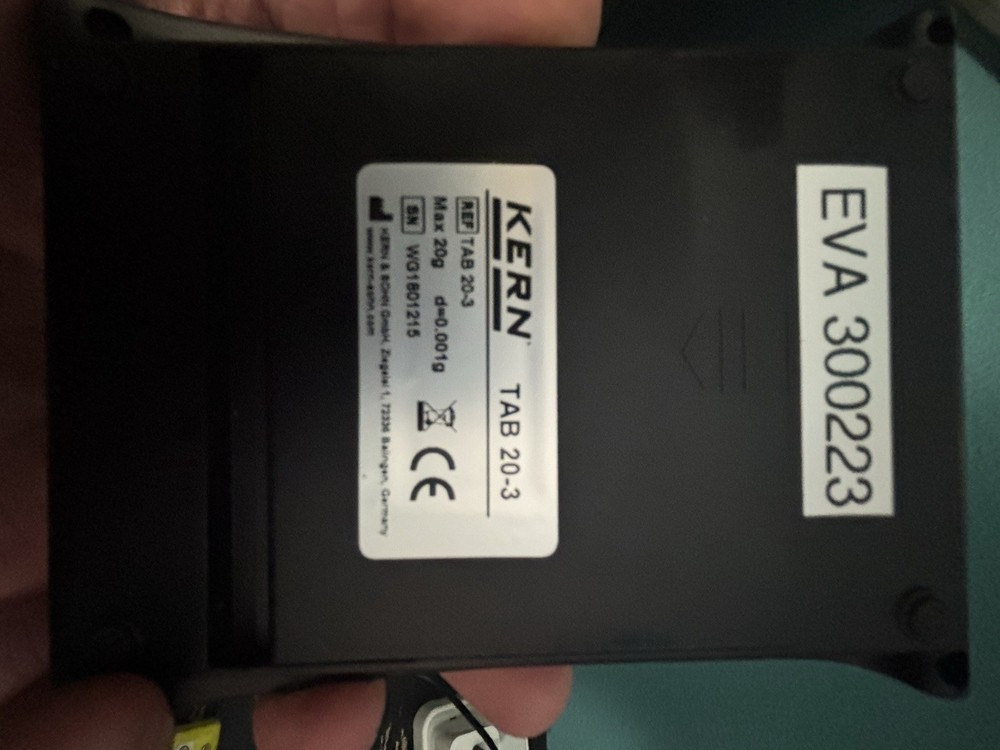 EVA 300223
KERN TAB 20-3
REF TAB 20-3
Max 20g d=0.001g
CE
SN WG1801215
KERN & SOHN GmbH, Ziegelei 1, 72336 Balingen, Germany
www.kern-sohn.com